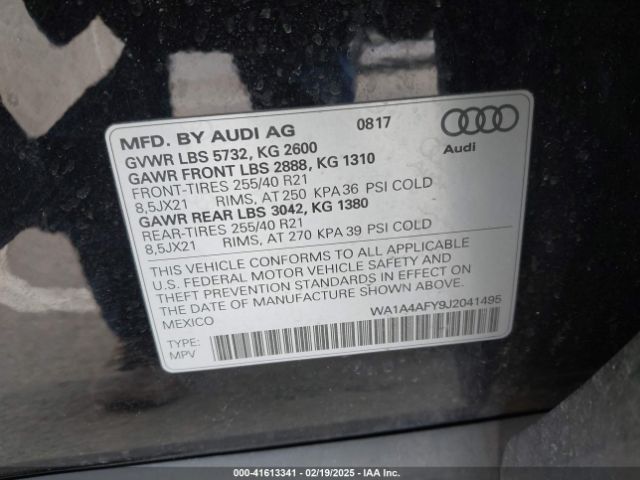 MFD. BY AUDI AG 0817
Audi
GVWR LBS 5732, KG 2600
GAWR FRONT LBS 2888, KG 1310
FRONT-TIRES 255/40 R21
8,5JX21 RIMS, AT 250 KPA 36 PSI COLD
GAWR REAR LBS 3042, KG 1380
REAR-TIRES 255/40 R21
8,5JX21 RIMS, AT 270 KPA 39 PSI COLD
THIS VEHICLE CONFORMS TO ALL APPLICABLE
U.S. FEDERAL MOTOR VEHICLE SAFETY AND
THEFT PREVENTION STANDARDS IN EFFECT ON
THE DATE OF MANUFACTURE SHOWN ABOVE.
MEXICO
WA1A4AFY9J2041495
TYPE:
MPV
000-41613341 | 02/19/2025 | IAA Inc.